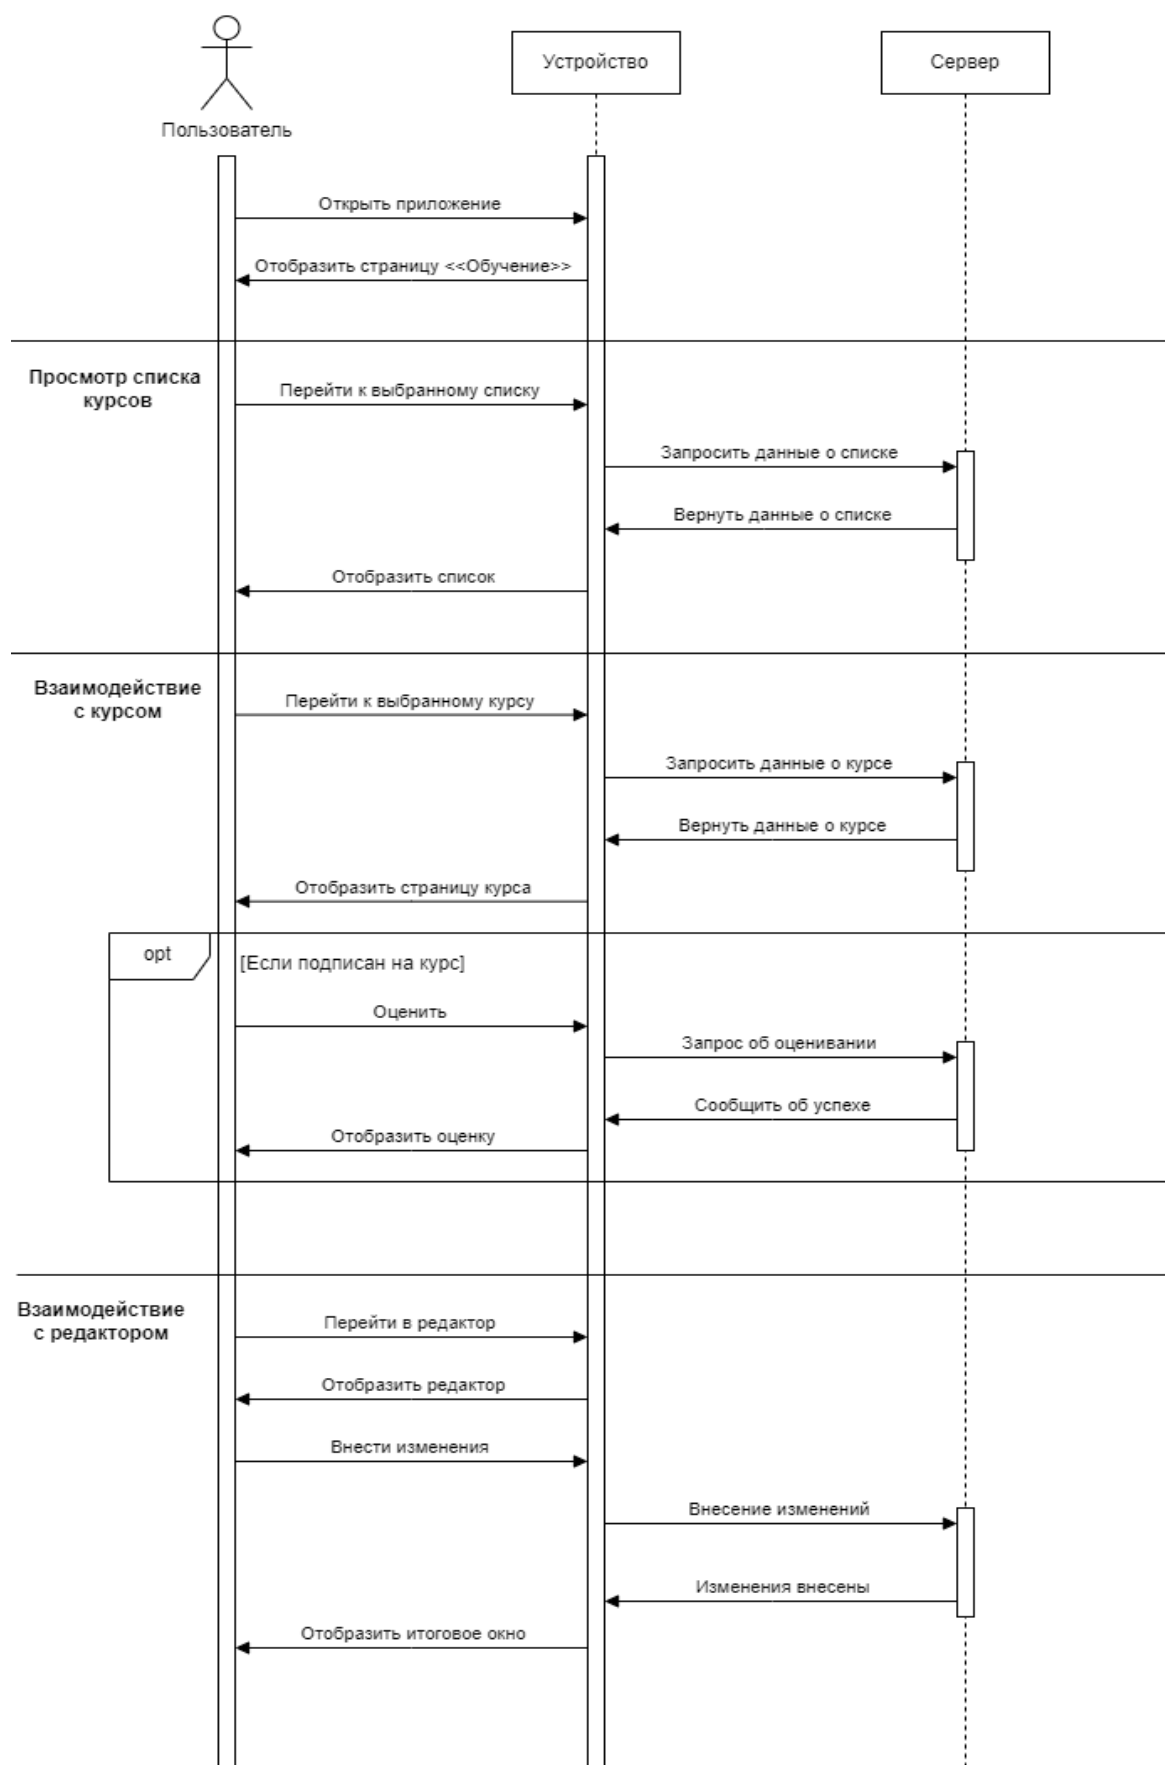 Пользователь
Устройство
Сервер
Открыть приложение
Отобразить страницу <<Обучение>>
Просмотр списка
курсов
Перейти к выбранному списку
Запросить данные о списке
Вернуть данные о списке
Отобразить список
Взаимодействие
с курсом
Перейти к выбранному курсу
Запросить данные о курсе
Вернуть данные о курсе
Отобразить страницу курса
opt
[Если подписан на курс]
Оценить
Запрос об оценивании
Сообщить об успехе
Отобразить оценку
Взаимодействие
с редактором
Перейти в редактор
Отобразить редактор
Внести изменения
Внесение изменений
Изменения внесены
Отобразить итоговое окно